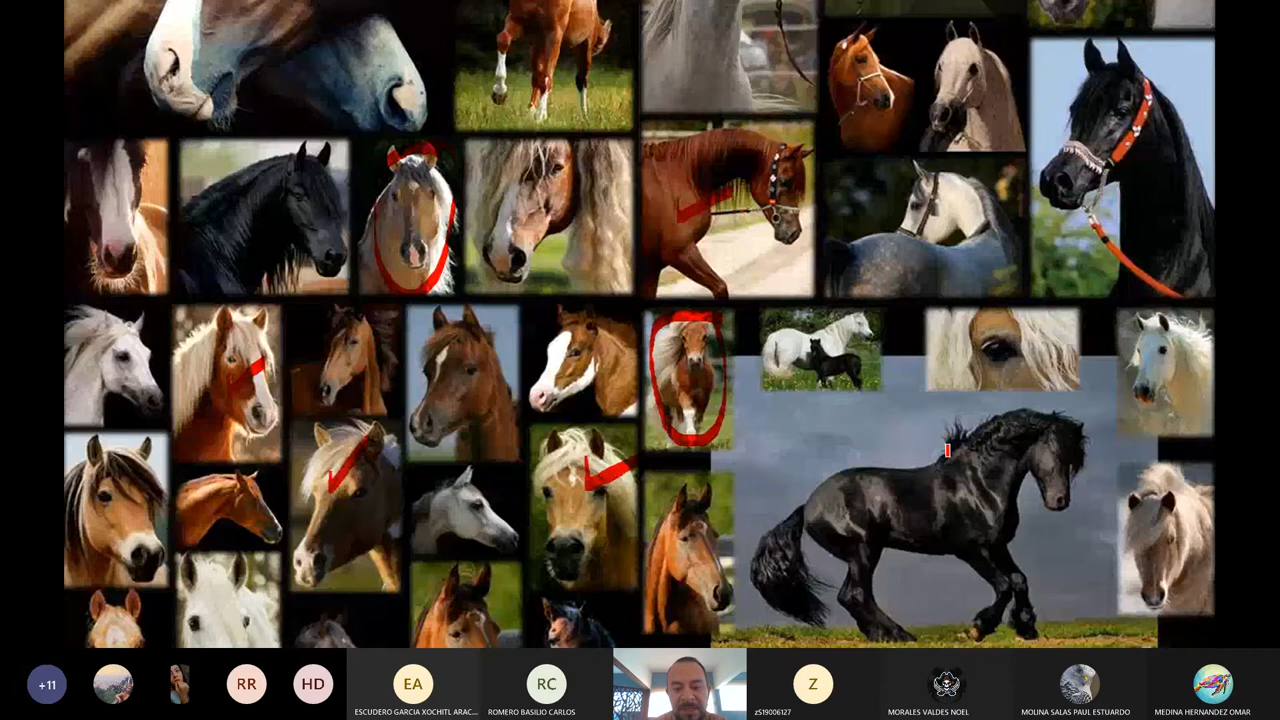 +11
RR
HD
EA
ESCUDERO GARCIA XOCHITL ARAC...
RC
ROMERO BASILIO CARLOS
Z
zS19006127
MORALES VALDES NOEL
MOLINA SALAS PAUL ESTUARDO
MEDINA HERNANDEZ OMAR